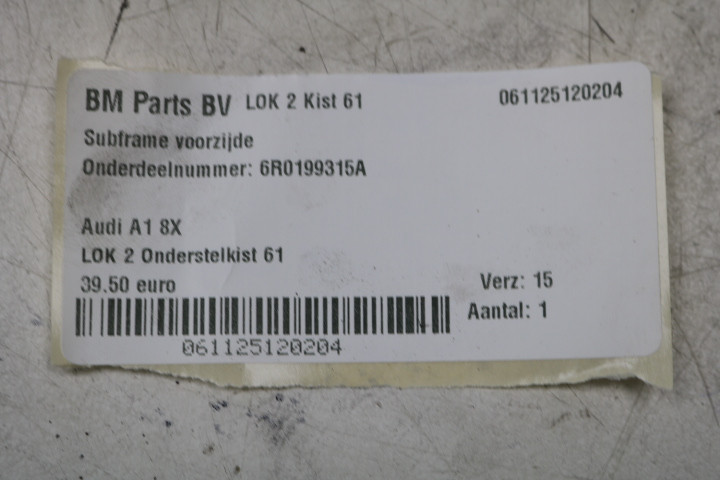 BM Parts BV LOK 2 Kist 61 061125120204
Subframe voorzijde
Onderdeelnummer: 6R0199315A
Audi A1 8X
LOK 2 Onderstelkist 61
39.50 euro Verz: 15
Aantal: 1
061125120204